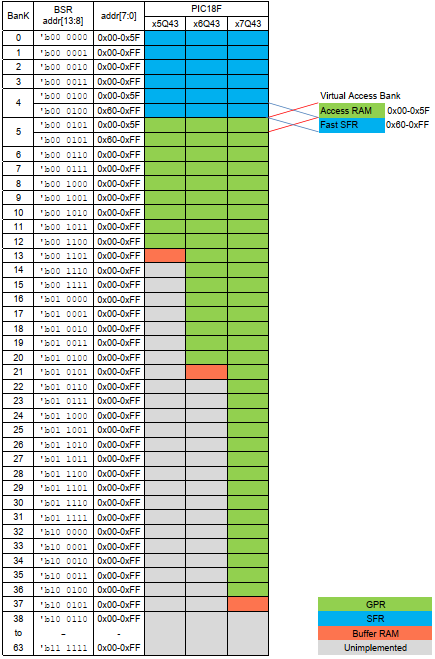 BanK BSR addr[13:8] addr[7:0] PIC18F
x5Q43 x6Q43 x7Q43
0 'b00 0000 0x00-0x5F
1 'b00 0001 0x00-0xFF
2 'b00 0010 0x00-0xFF
3 'b00 0011 0x00-0xFF
4 'b00 0100 0x00-0x5F
'b00 0100 0x60-0xFF
5 'b00 0101 0x00-0x5F
'b00 0101 0x60-0xFF
6 'b00 0110 0x00-0xFF
7 'b00 0111 0x00-0xFF
8 'b00 1000 0x00-0xFF
9 'b00 1001 0x00-0xFF
10 'b00 1010 0x00-0xFF
11 'b00 1011 0x00-0xFF
12 'b00 1100 0x00-0xFF
13 'b00 1101 0x00-0xFF
14 'b00 1110 0x00-0xFF
15 'b00 1111 0x00-0xFF
16 'b01 0000 0x00-0xFF
17 'b01 0001 0x00-0xFF
18 'b01 0010 0x00-0xFF
19 'b01 0011 0x00-0xFF
20 'b01 0100 0x00-0xFF
21 'b01 0101 0x00-0xFF
22 'b01 0110 0x00-0xFF
23 'b01 0111 0x00-0xFF
24 'b01 1000 0x00-0xFF
25 'b01 1001 0x00-0xFF
26 'b01 1010 0x00-0xFF
27 'b01 1011 0x00-0xFF
28 'b01 1100 0x00-0xFF
29 'b01 1101 0x00-0xFF
30 'b01 1110 0x00-0xFF
31 'b01 1111 0x00-0xFF
32 'b10 0000 0x00-0xFF
33 'b10 0001 0x00-0xFF
34 'b10 0010 0x00-0xFF
35 'b10 0011 0x00-0xFF
36 'b10 0100 0x00-0xFF
37 'b10 0101 0x00-0xFF
38 'b10 0110 0x00-0xFF
to – -
63 'b11 1111 0x00-0xFF
Virtual Access Bank
Access RAM 0x00-0x5F
Fast SFR 0x60-0xFF
GPR
SFR
Buffer RAM
Unimplemented